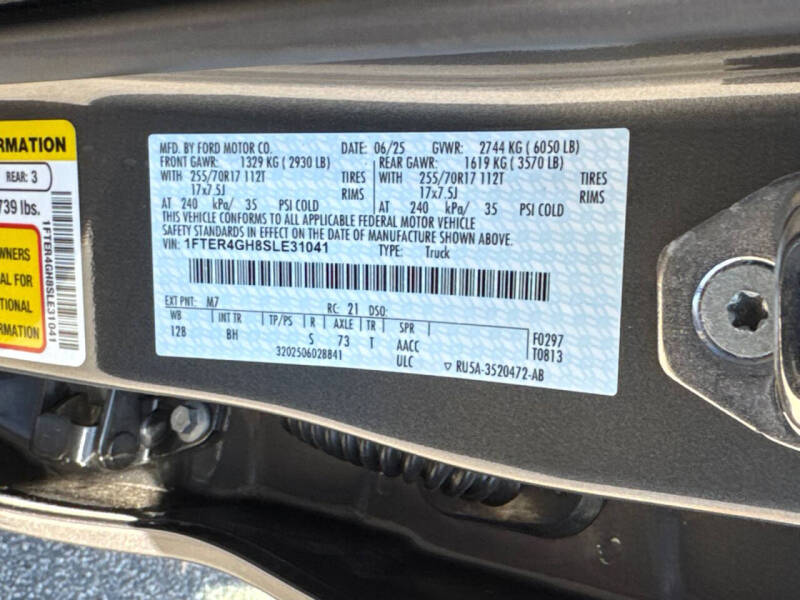 RMATION
REAR: 3
739 lbs.
OWNERS
IAL FOR
TIONAL
RMATION
1FTER4GH8SLE31041
MFD. BY FORD MOTOR CO. DATE: 06/25 GVWR: 2744 KG ( 6050 LB)
FRONT GAWR: 1329 KG ( 2930 LB) REAR GAWR: 1619 KG ( 3570 LB)
WITH 255/70R17 112T TIRES WITH 255/70R17 112T TIRES
17x7.5J RIMS 17x7.5J RIMS
AT 240 kPa/ 35 PSI COLD AT 240 kPa/ 35 PSI COLD
THIS VEHICLE CONFORMS TO ALL APPLICABLE FEDERAL MOTOR VEHICLE
SAFETY STANDARDS IN EFFECT ON THE DATE OF MANUFACTURE SHOWN ABOVE.
VIN: 1FTER4GH8SLE31041 TYPE: Truck
EXT PNT: M7 RC: 21 DSO:
WB INT TR TP/PS R AXLE TR SPR
128 BH S 73 T AACC F0297
3202506028841 ULC T0813
▽ RU5A-3520472-AB